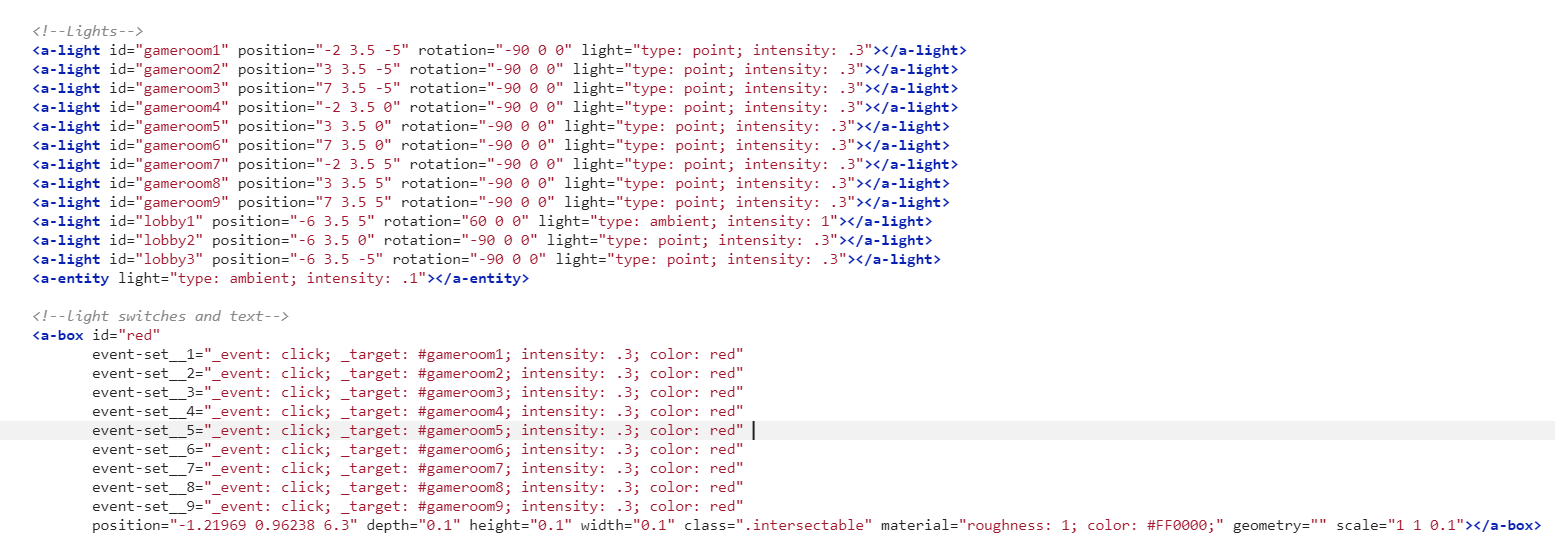 <!--Lights-->
<a-light id="gameroom1" position="-2 3.5 -5" rotation="-90 0 0" light="type: point; intensity: .3"></a-light>
<a-light id="gameroom2" position="3 3.5 -5" rotation="-90 0 0" light="type: point; intensity: .3"></a-light>
<a-light id="gameroom3" position="7 3.5 -5" rotation="-90 0 0" light="type: point; intensity: .3"></a-light>
<a-light id="gameroom4" position="-2 3.5 0" rotation="-90 0 0" light="type: point; intensity: .3"></a-light>
<a-light id="gameroom5" position="3 3.5 0" rotation="-90 0 0" light="type: point; intensity: .3"></a-light>
<a-light id="gameroom6" position="7 3.5 0" rotation="-90 0 0" light="type: point; intensity: .3"></a-light>
<a-light id="gameroom7" position="-2 3.5 5" rotation="-90 0 0" light="type: point; intensity: .3"></a-light>
<a-light id="gameroom8" position="3 3.5 5" rotation="-90 0 0" light="type: point; intensity: .3"></a-light>
<a-light id="gameroom9" position="7 3.5 5" rotation="-90 0 0" light="type: point; intensity: .3"></a-light>
<a-light id="lobby1" position="-6 3.5 5" rotation="60 0 0" light="type: ambient; intensity: 1"></a-light>
<a-light id="lobby2" position="-6 3.5 0" rotation="-90 0 0" light="type: point; intensity: .3"></a-light>
<a-light id="lobby3" position="-6 3.5 -5" rotation="-90 0 0" light="type: point; intensity: .3"></a-light>
<a-entity light="type: ambient; intensity: .1"></a-entity>
<!--light switches and text-->
<a-box id="red"
event-set__1="_event: click; _target: #gameroom1; intensity: .3; color: red"
event-set__2="_event: click; _target: #gameroom2; intensity: .3; color: red"
event-set__3="_event: click; _target: #gameroom3; intensity: .3; color: red"
event-set__4="_event: click; _target: #gameroom4; intensity: .3; color: red"
event-set__5="_event: click; _target: #gameroom5; intensity: .3; color: red"
event-set__6="_event: click; _target: #gameroom6; intensity: .3; color: red"
event-set__7="_event: click; _target: #gameroom7; intensity: .3; color: red"
event-set__8="_event: click; _target: #gameroom8; intensity: .3; color: red"
event-set__9="_event: click; _target: #gameroom9; intensity: .3; color: red"
position="-1.21969 0.96238 6.3" depth="0.1" height="0.1" width="0.1" class=".intersectable" material="roughness: 1; color: #FF0000;" geometry="" scale="1 1 0.1"></a-box>